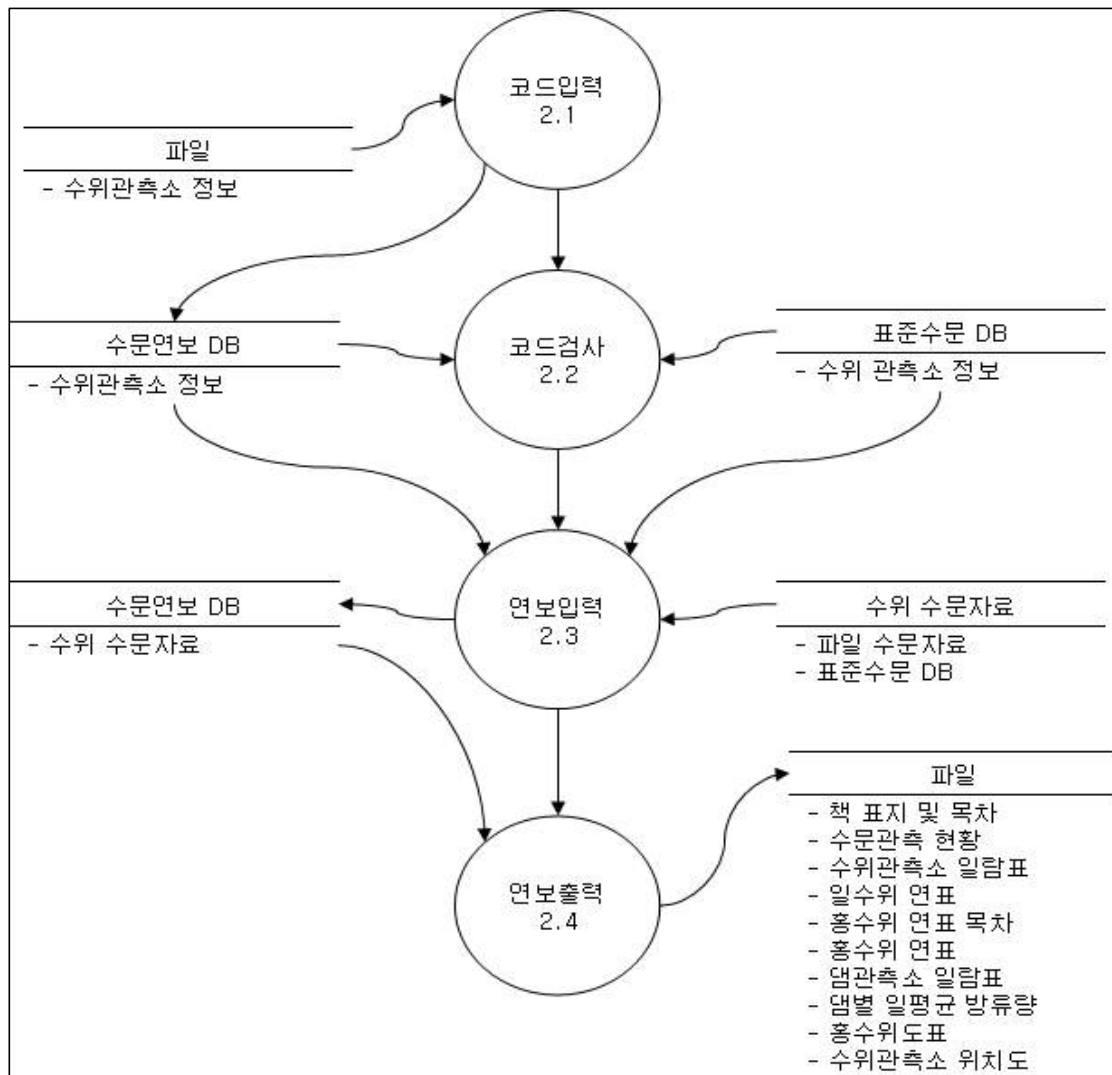 코드입력
2.1
파일
- 수위관측소 정보
수문연보 DB
- 수위관측소 정보
코드검사
2.2
표준수문 DB
- 수위 관측소 정보
수문연보 DB
- 수위 수문자료
연보입력
2.3
수위 수문자료
- 파일 수문자료
- 표준수문 DB
연보출력
2.4
파일
- 책 표지 및 목차
- 수문관측 현황
- 수위관측소 일람표
- 일수위 연표
- 홍수위 연표 목차
- 홍수위 연표
- 댐관측소 일람표
- 댐별 일평균 방류량
- 홍수위도표
- 수위관측소 위치도